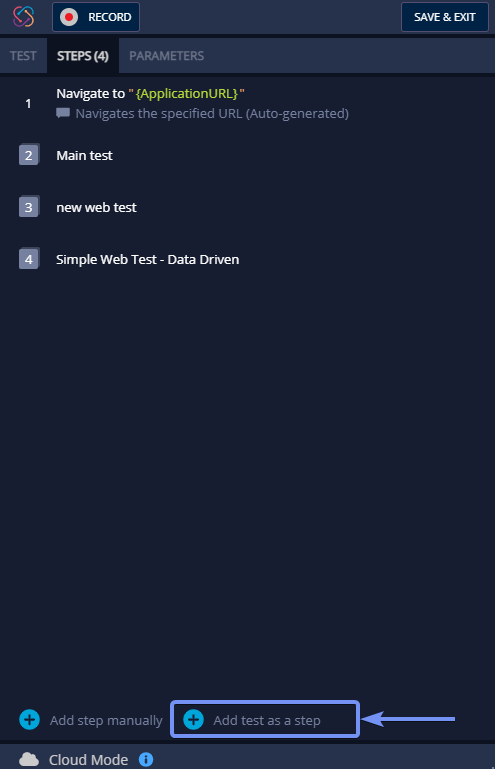 RECORD
SAVE & EXIT
TEST
STEPS (4)
PARAMETERS
1
Navigate to "{ApplicationURL}"
Navigates the specified URL (Auto-generated)
2 Main test
3 new web test
4 Simple Web Test - Data Driven
Add step manually
Add test as a step
Cloud Mode